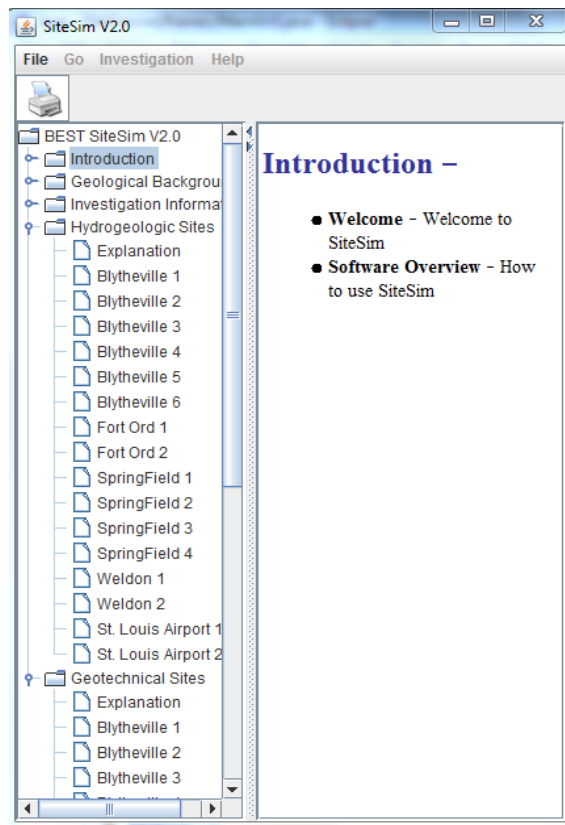 SiteSim V2.0
File Go Investigation Help
BEST SiteSim V2.0
Introduction
Geological Backgrou
Investigation Informa
Hydrogeologic Sites
Explanation
Blytheville 1
Blytheville 2
Blytheville 3
Blytheville 4
Blytheville 5
Blytheville 6
Fort Ord 1
Fort Ord 2
SpringField 1
SpringField 2
SpringField 3
SpringField 4
Weldon 1
Weldon 2
St. Louis Airport 1
St. Louis Airport 2
Geotechnical Sites
Explanation
Blytheville 1
Blytheville 2
Blytheville 3
Introduction –
Welcome – Welcome to
SiteSim
Software Overview – How
to use SiteSim